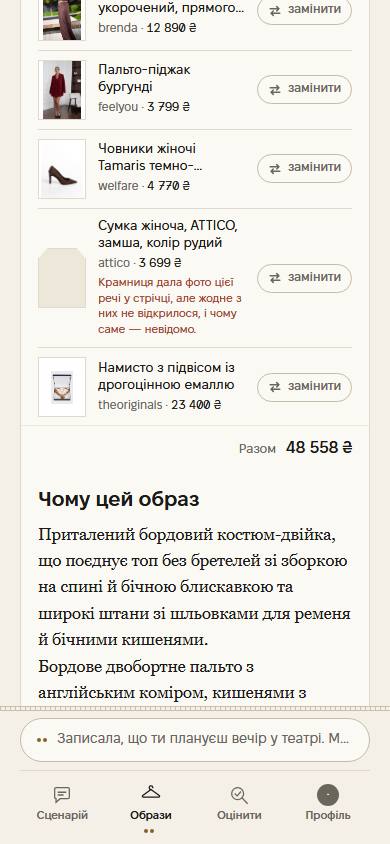 укорочений, прямого...
brenda · 12 890 ₴
замінити
Пальто-піджак
бургунді
feelyou · 3 799 ₴
замінити
Човники жіночі
Tamaris темно-...
welfare · 4 770 ₴
замінити
Сумка жіноча, ATTICO,
замша, колір рудий
attico · 3 699 ₴
Крамниця дала фото цієї
речі у стрічці, але жодне з
них не відкрилося, і чому
саме — невідомо.
замінити
Намисто з підвісом із
дрогоцінною емаллю
theoriginals · 23 400 ₴
замінити
Разом 48 558 ₴
Чому цей образ
Приталений бордовий костюм-двійка,
що поєднує топ без бретелей зі зборкою
на спині й бічною блискавкою та
широкі штани зі шльовками для ременя
й бічними кишенями.
Бордове двобортне пальто з
англійським коміром, кишенями з
Записала, що ти плануєш вечір у театрі. М...
Сценарій
Образи
Оцінити
Профіль